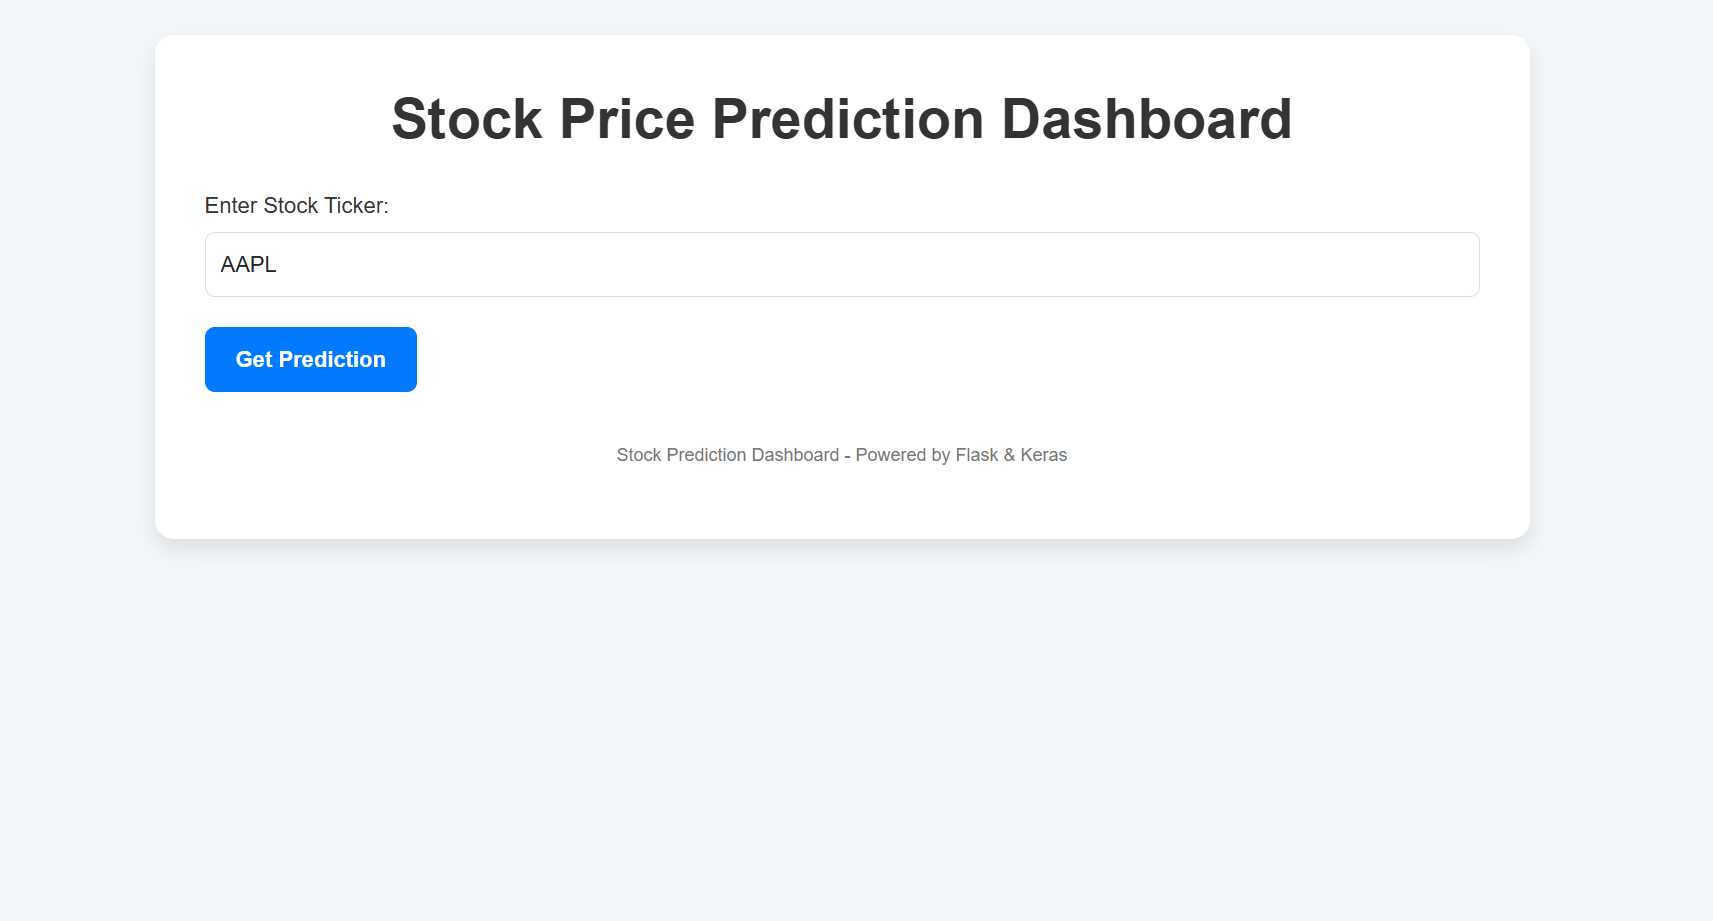 Stock Price Prediction Dashboard
Enter Stock Ticker:
AAPL
Get Prediction
Stock Prediction Dashboard - Powered by Flask & Keras